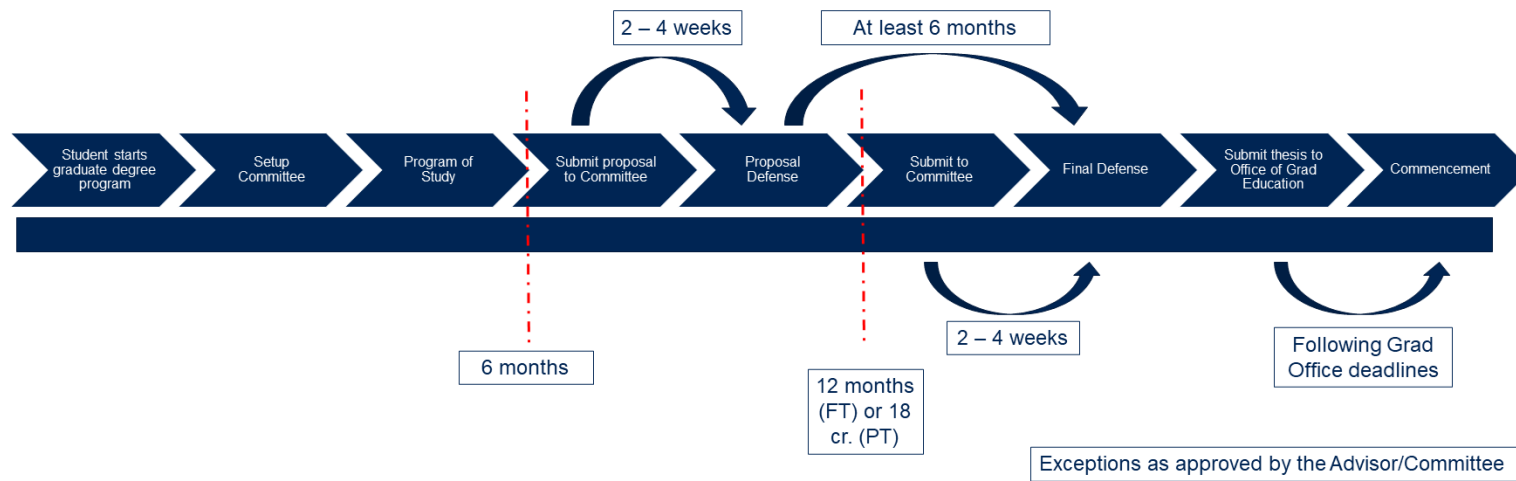 2 – 4 weeks
At least 6 months
Student starts
graduate degree
program
Setup
Committee
Program of
Study
Submit proposal
to Committee
Proposal
Defense
Submit to
Committee
Final Defense
Submit thesis to
Office of Grad
Education
Commencement
2 – 4 weeks
6 months
Following Grad
Office deadlines
12 months
(FT) or 18
cr. (PT)
Exceptions as approved by the Advisor/Committee